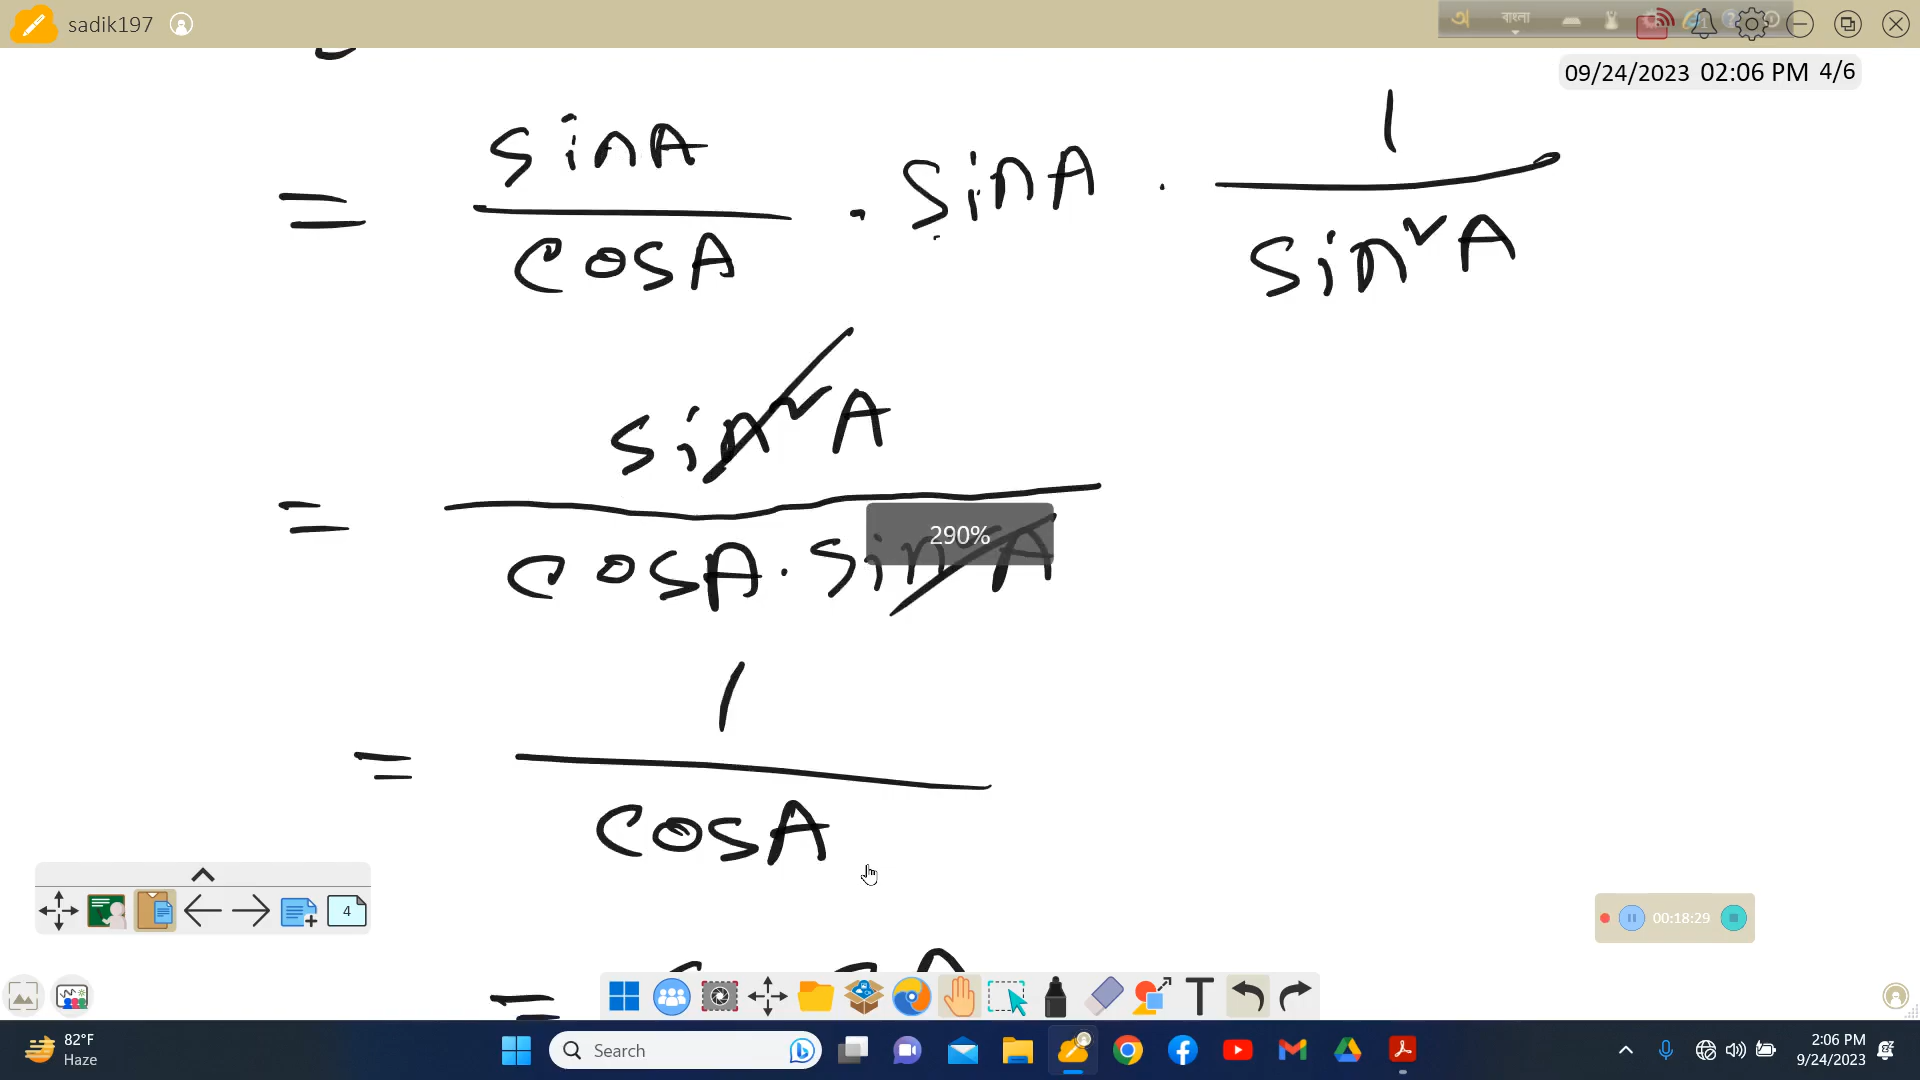 sadik197
বাংলা
09/24/2023 02:06 PM 4/6
= sinA/cosA . sinA . 1/sin²A
= sin²A/cosA.sin²A
290%
= 1/cosA
=
4
00:18:29
T
82°F
Haze
Search
2:06 PM
9/24/2023